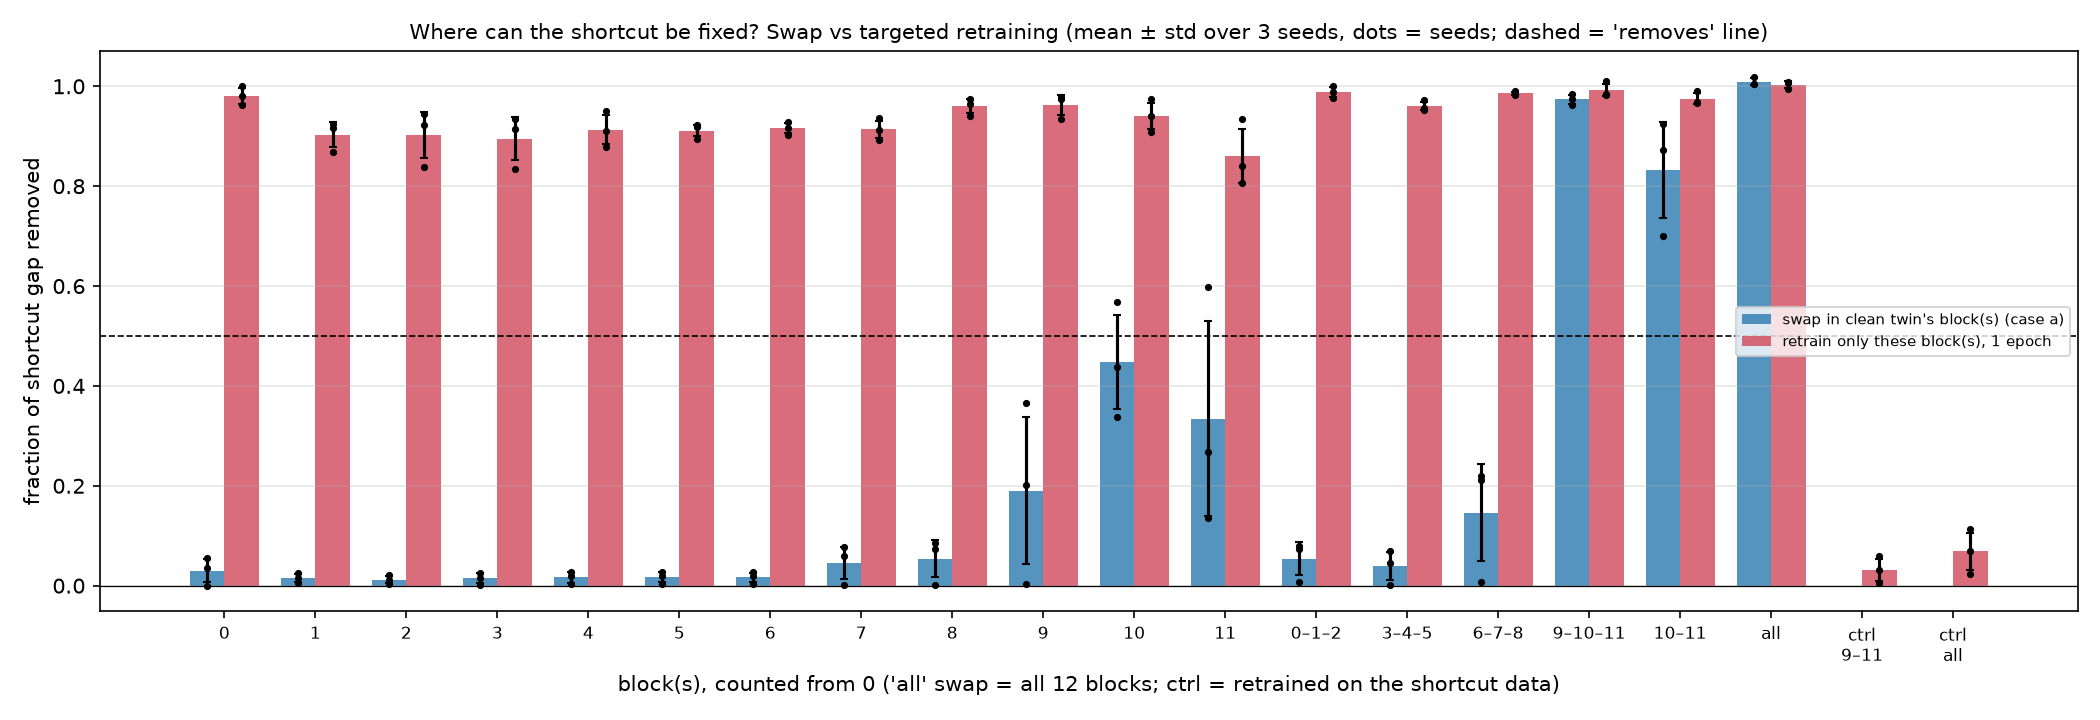 Where can the shortcut be fixed? Swap vs targeted retraining (mean ± std over 3 seeds, dots = seeds; dashed = 'removes' line)
fraction of shortcut gap removed
1.0
0.8
0.6
0.4
0.2
0.0
swap in clean twin's block(s) (case a)
retrain only these block(s), 1 epoch
0 1 2 3 4 5 6 7 8 9 10 11 0–1–2 3–4–5 6–7–8 9–10–11 10–11 all ctrl ctrl
9–11 all
block(s), counted from 0 ('all' swap = all 12 blocks; ctrl = retrained on the shortcut data)